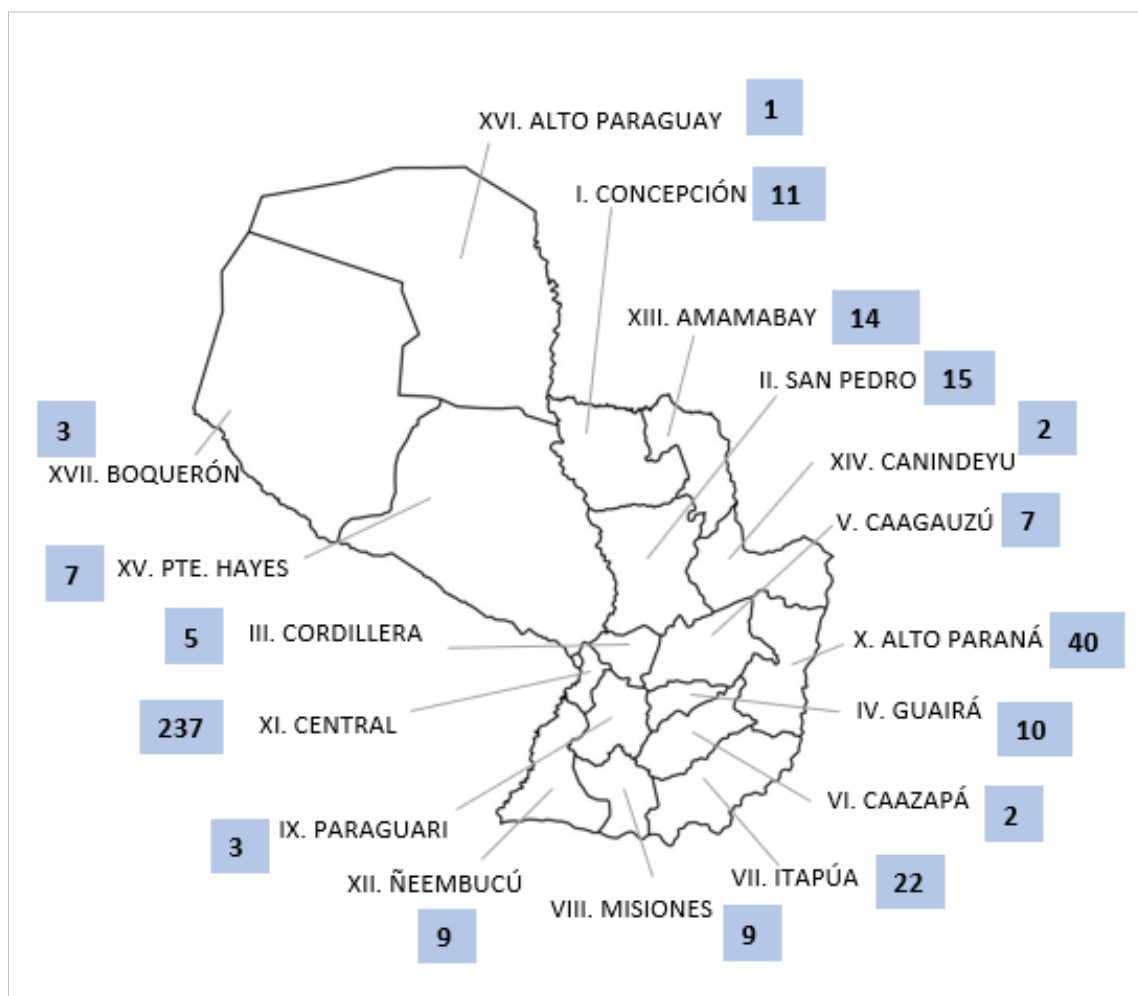 XVI. ALTO PARAGUAY 1
I. CONCEPCIÓN 11
XIII. AMAMABAY 14
II. SAN PEDRO 15
3
2
XVII. BOQUERÓN
XIV. CANINDEYU
V. CAAGAUZÚ 7
7 XV. PTE. HAYES
5 III. CORDILLERA
X. ALTO PARANÁ 40
237 XI. CENTRAL
IV. GUAIRÁ
10
VI. CAAZAPÁ
2
3 IX. PARAGUARI
XII. ÑEEMBUCÚ
VII. ITAPÚA 22
VIII. MISIONES
9
9